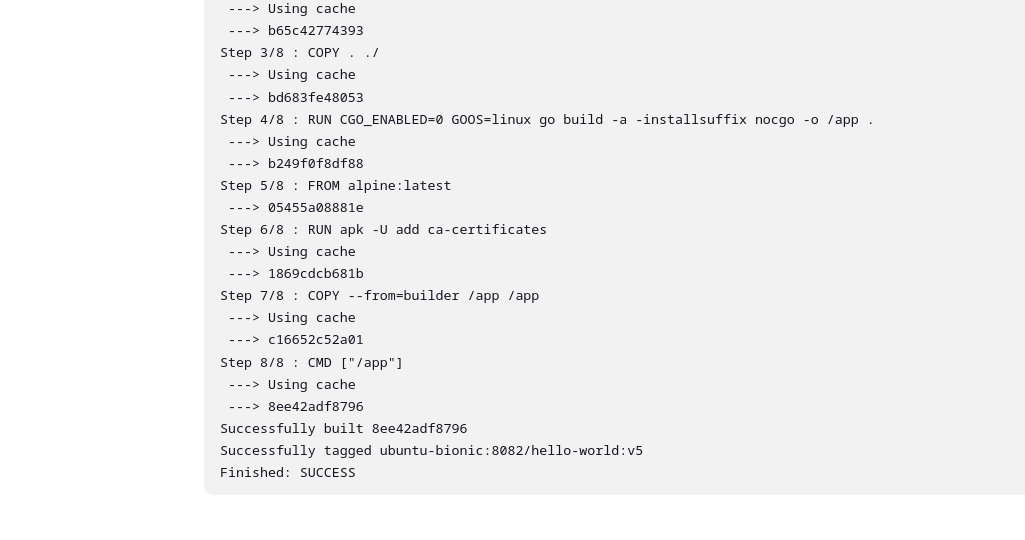 ---> Using cache
---> b65c42774393
Step 3/8 : COPY . ./
---> Using cache
---> bd683fe48053
Step 4/8 : RUN CGO_ENABLED=0 GOOS=linux go build -a -installsuffix nocgo -o /app .
---> Using cache
---> b249f0f8df88
Step 5/8 : FROM alpine:latest
---> 05455a08881e
Step 6/8 : RUN apk -U add ca-certificates
---> Using cache
---> 1869cdcb681b
Step 7/8 : COPY --from=builder /app /app
---> Using cache
---> c16652c52a01
Step 8/8 : CMD ["/app"]
---> Using cache
---> 8ee42adf8796
Successfully built 8ee42adf8796
Successfully tagged ubuntu-bionic:8082/hello-world:v5
Finished: SUCCESS